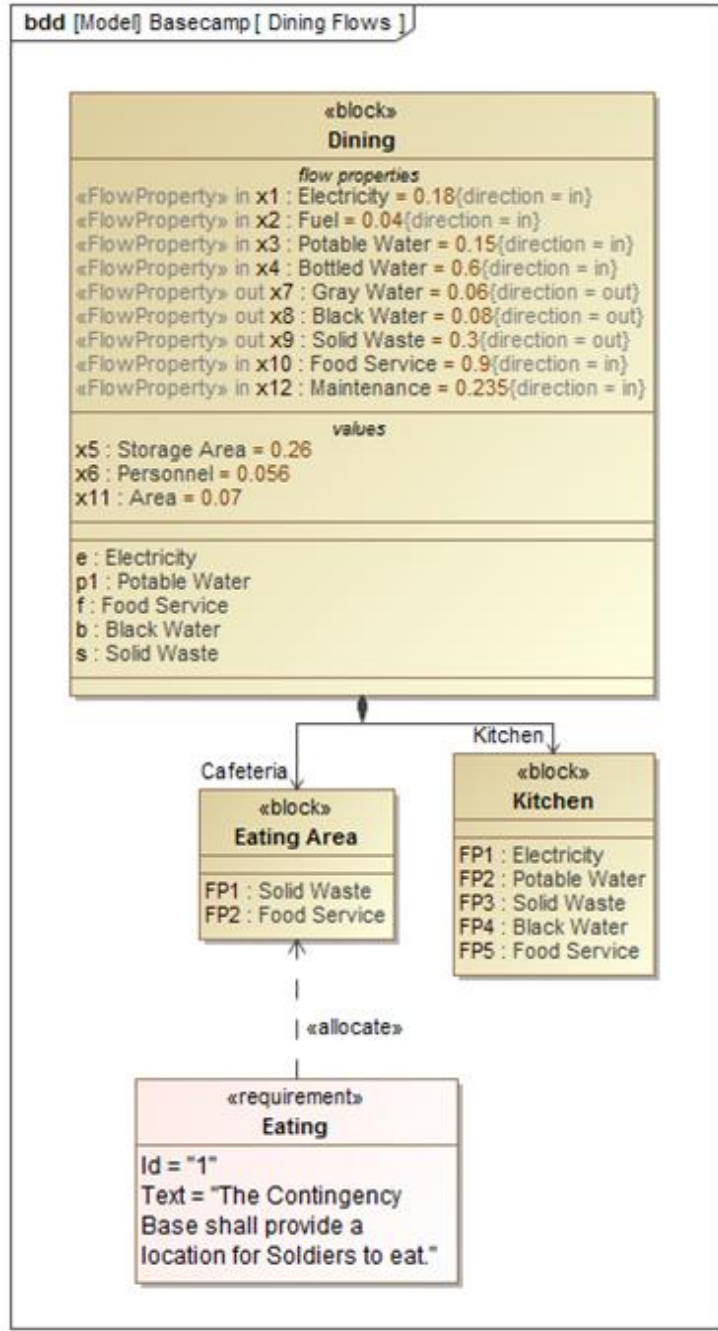 bdd [Model] Basecamp [ Dining Flows ]
«block»
Dining
flow properties
«FlowProperty» in x1 : Electricity = 0.18{direction = in}
«FlowProperty» in x2 : Fuel = 0.04{direction = in}
«FlowProperty» in x3 : Potable Water = 0.15{direction = in}
«FlowProperty» in x4 : Bottled Water = 0.6{direction = in}
«FlowProperty» out x7 : Gray Water = 0.06{direction = out}
«FlowProperty» out x8 : Black Water = 0.08{direction = out}
«FlowProperty» out x9 : Solid Waste = 0.3{direction = out}
«FlowProperty» in x10 : Food Service = 0.9{direction = in}
«FlowProperty» in x12 : Maintenance = 0.235{direction = in}
values
x5 : Storage Area = 0.26
x6 : Personnel = 0.056
x11 : Area = 0.07
e : Electricity
p1 : Potable Water
f : Food Service
b : Black Water
s : Solid Waste
Cafeteria
Kitchen
«block»
Eating Area
FP1 : Solid Waste
FP2 : Food Service
«block»
Kitchen
FP1 : Electricity
FP2 : Potable Water
FP3 : Solid Waste
FP4 : Black Water
FP5 : Food Service
«allocate»
«requirement»
Eating
Id = "1"
Text = "The Contingency
Base shall provide a
location for Soldiers to eat."